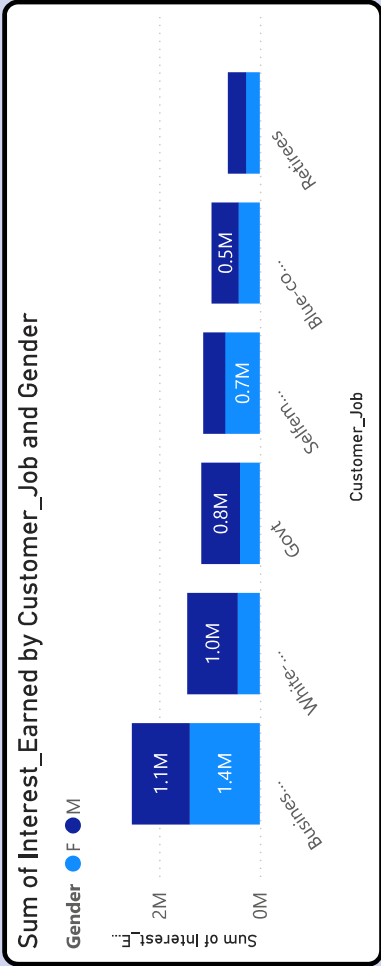 Sum of Interest_Earned by Customer_Job and Gender
Gender F M
2M
0M
Sum of Interest_E...
1.1M
1.4M
1.0M
0.8M
0.7M
0.5M
Busines...
White-...
Govt
Selfem...
Blue-co...
Retirees
Customer_Job